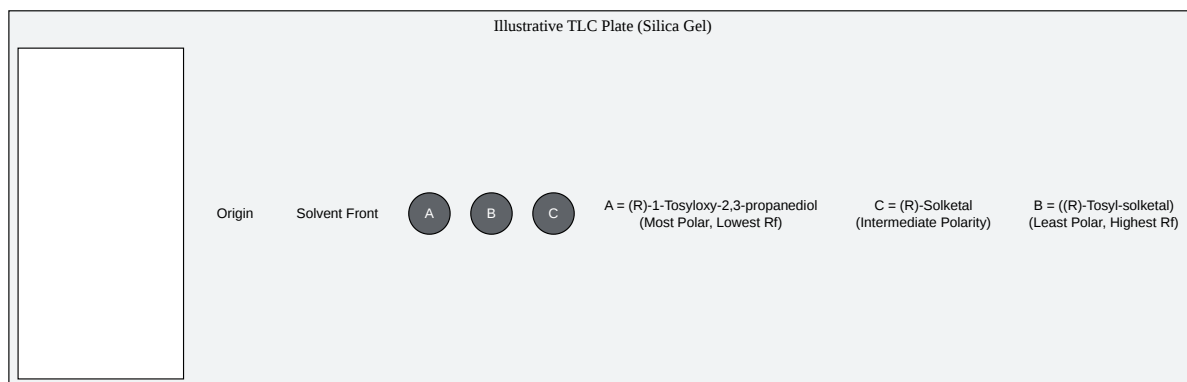 Illustrative TLC Plate (Silica Gel)
Origin
Solvent Front
A
B
C
A = (R)-1-Tosyloxy-2,3-propanediol
(Most Polar, Lowest Rf)
C = (R)-Solketal
(Intermediate Polarity)
B = ((R)-Tosyl-solketal)
(Least Polar, Highest Rf)